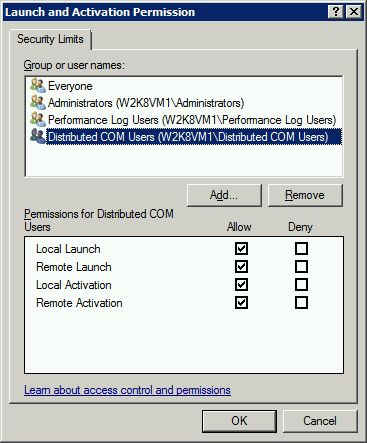 Launch and Activation Permission
Security Limits
Group or user names:
Everyone
Administrators (W2K8VM1\Administrators)
Performance Log Users (W2K8VM1\Performance Log Users)
Distributed COM Users (W2K8VM1\Distributed COM Users)
Add...
Remove
Permissions for Distributed COM
Users
Allow
Deny
Local Launch
Remote Launch
Local Activation
Remote Activation
Learn about access control and permissions
OK
Cancel